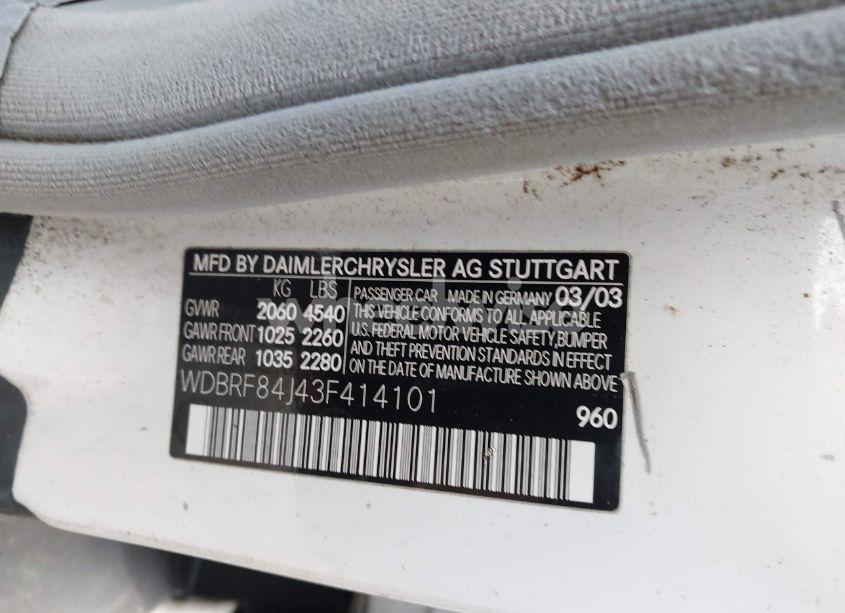 MFD BY DAIMLERCHRYSLER AG STUTTGART
KG LBS
GVWR 2060 4540
GAWR FRONT 1025 2260
GAWR REAR 1035 2280
PASSENGER CAR MADE IN GERMANY 03/03
THIS VEHICLE CONFORMS TO ALL APPLICABLE
U.S. FEDERAL MOTOR VEHICLE SAFETY, BUMPER
AND THEFT PREVENTION STANDARDS IN EFFECT
ON THE DATE OF MANUFACTURE SHOWN ABOVE
WDBRF84J43F414101
960